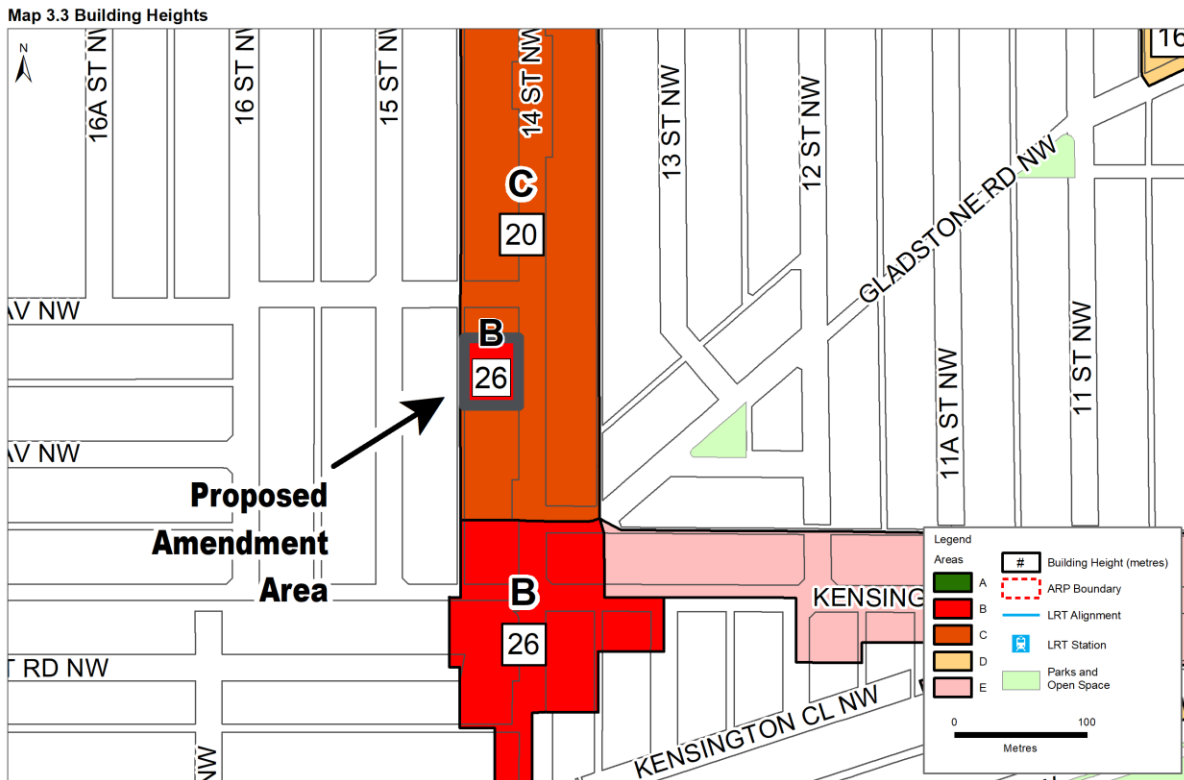 Map 3.3 Building Heights
N
16A ST NW
16 ST NW
15 ST NW
14 ST NW
13 ST NW
12 ST NW
16
GLADSTONE RD NW
C
20
AV NW
B
26
11 ST NW
11A ST NW
AV NW
Proposed
Amendment
Area
B
26
KENSING
T RD NW
KENSINGTON CL NW
NW
Legend
Areas
A
B
C
D
E
#
Building Height (metres)
ARP Boundary
LRT Alignment
LRT Station
Parks and
Open Space
0 100
Metres